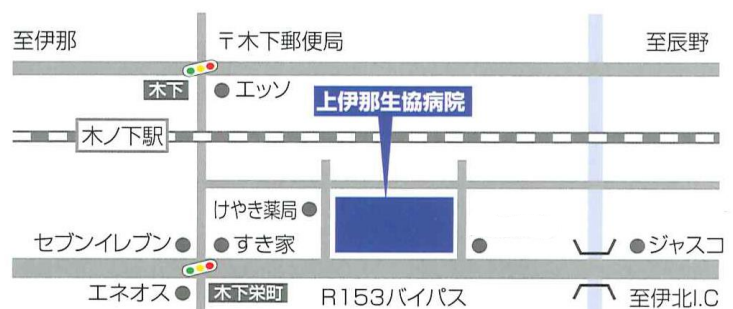 至伊那
〒木下郵便局
至辰野
木下
エッソ
上伊那生協病院
木ノ下駅
けやき薬局
セブンイレブン
すき家
ジャスコ
エネオス
木下栄町
R153バイパス
至伊北I.C